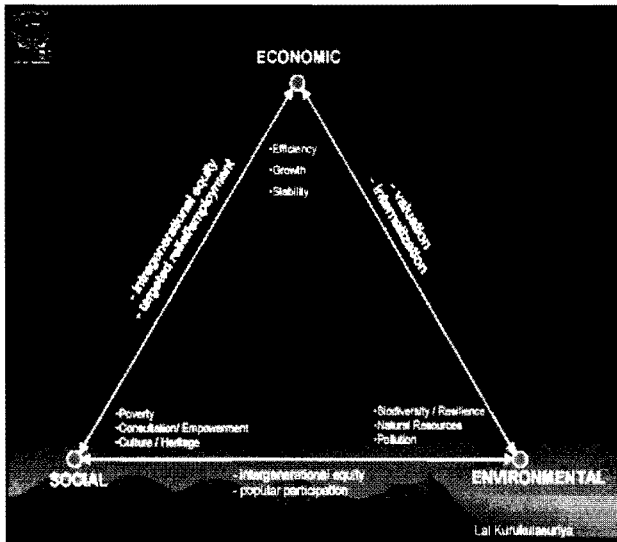 ECONOMIC
•Efficiency
•Growth
•Stability
- intragenerational equity
- targeted relief/employment
- valuation
- internalization
•Poverty
•Consultation/ Empowerment
•Culture / Heritage
•Biodiversity / Resilience
•Natural Resources
•Pollution
SOCIAL
- Intergenerational equity
- popular participation
ENVIRONMENTAL
Lal Kurukulasuriya